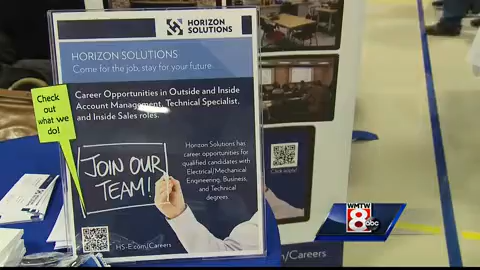 HORIZON
SOLUTIONS
HORIZON
SOLUTIONS
HORIZON SOLUTIONS
Come for the job, stay for your future.
Career Opportunities in Outside and Inside
Account Management, Technical Specialist,
and Inside Sales roles.
Check out
what we
do!
JOIN OUR
TEAM!
Horizon Solutions has
career opportunities for
qualified candidates with
Electrical/Mechanical
Engineering, Business,
and Technical
degrees
HS-E.com/Careers
Click apply!
WMTW
8
abc